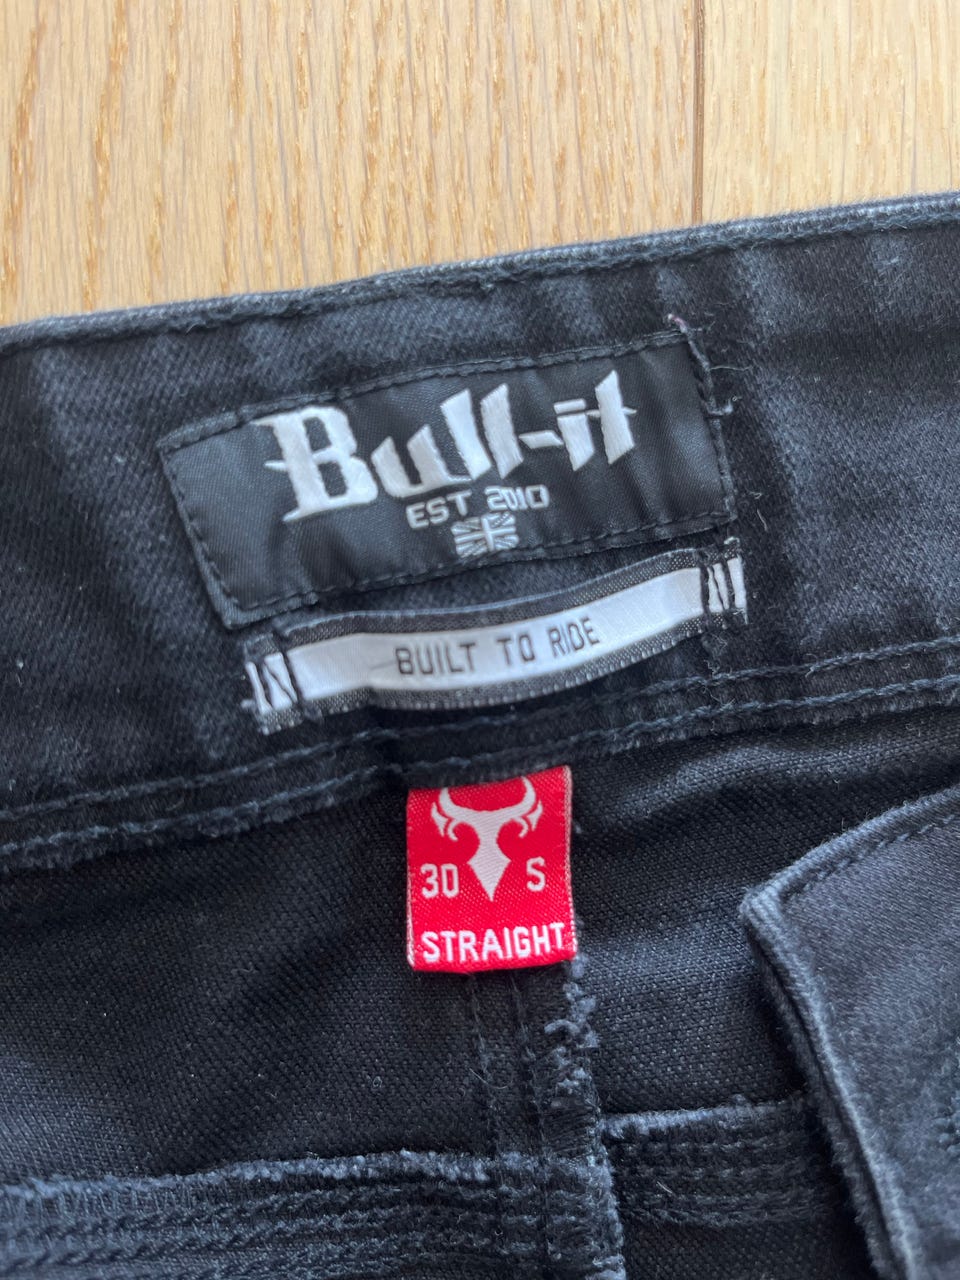 Bull-it
EST 2010
BUILT TO RIDE
30 S
STRAIGHT